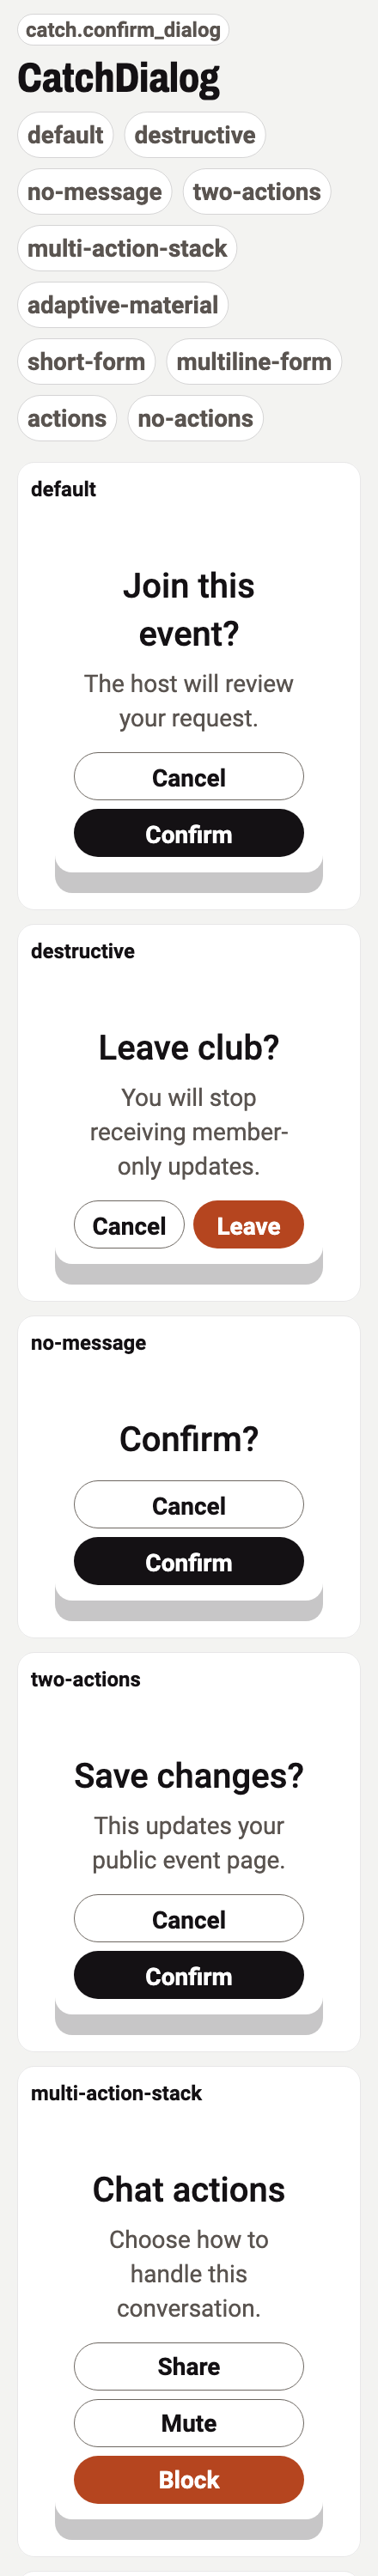 catch.confirm_dialog
CatchDialog
default destructive
no-message two-actions
multi-action-stack
adaptive-material
short-form multiline-form
actions no-actions
default
Join this
event?
The host will review
your request.
Cancel
Confirm
destructive
Leave club?
You will stop
receiving member-
only updates.
Cancel Leave
no-message
Confirm?
Cancel
Confirm
two-actions
Save changes?
This updates your
public event page.
Cancel
Confirm
multi-action-stack
Chat actions
Choose how to
handle this
conversation.
Share
Mute
Block